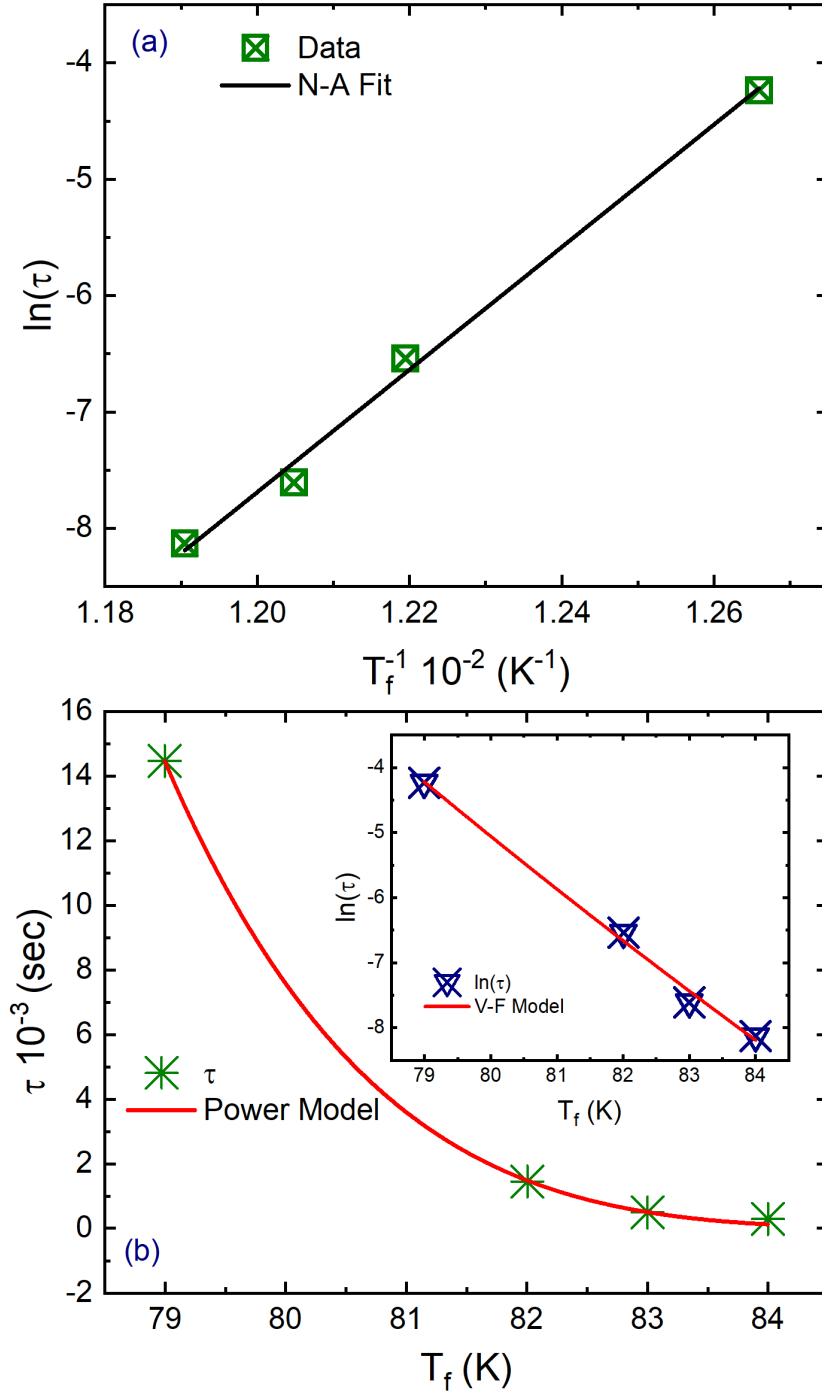 (a)
Data
N-A Fit
-4
-5
-6
-7
-8
ln(τ)
1.18 1.20 1.22 1.24 1.26
T_f^-1 10^-2 (K^-1)
16
14
12
10
8
6
4
2
0
-2
τ 10^-3 (sec)
τ
Power Model
(b)
-4
-5
-6
-7
-8
ln(τ)
ln(τ)
V-F Model
79 80 81 82 83 84
T_f (K)
79 80 81 82 83 84
T_f (K)